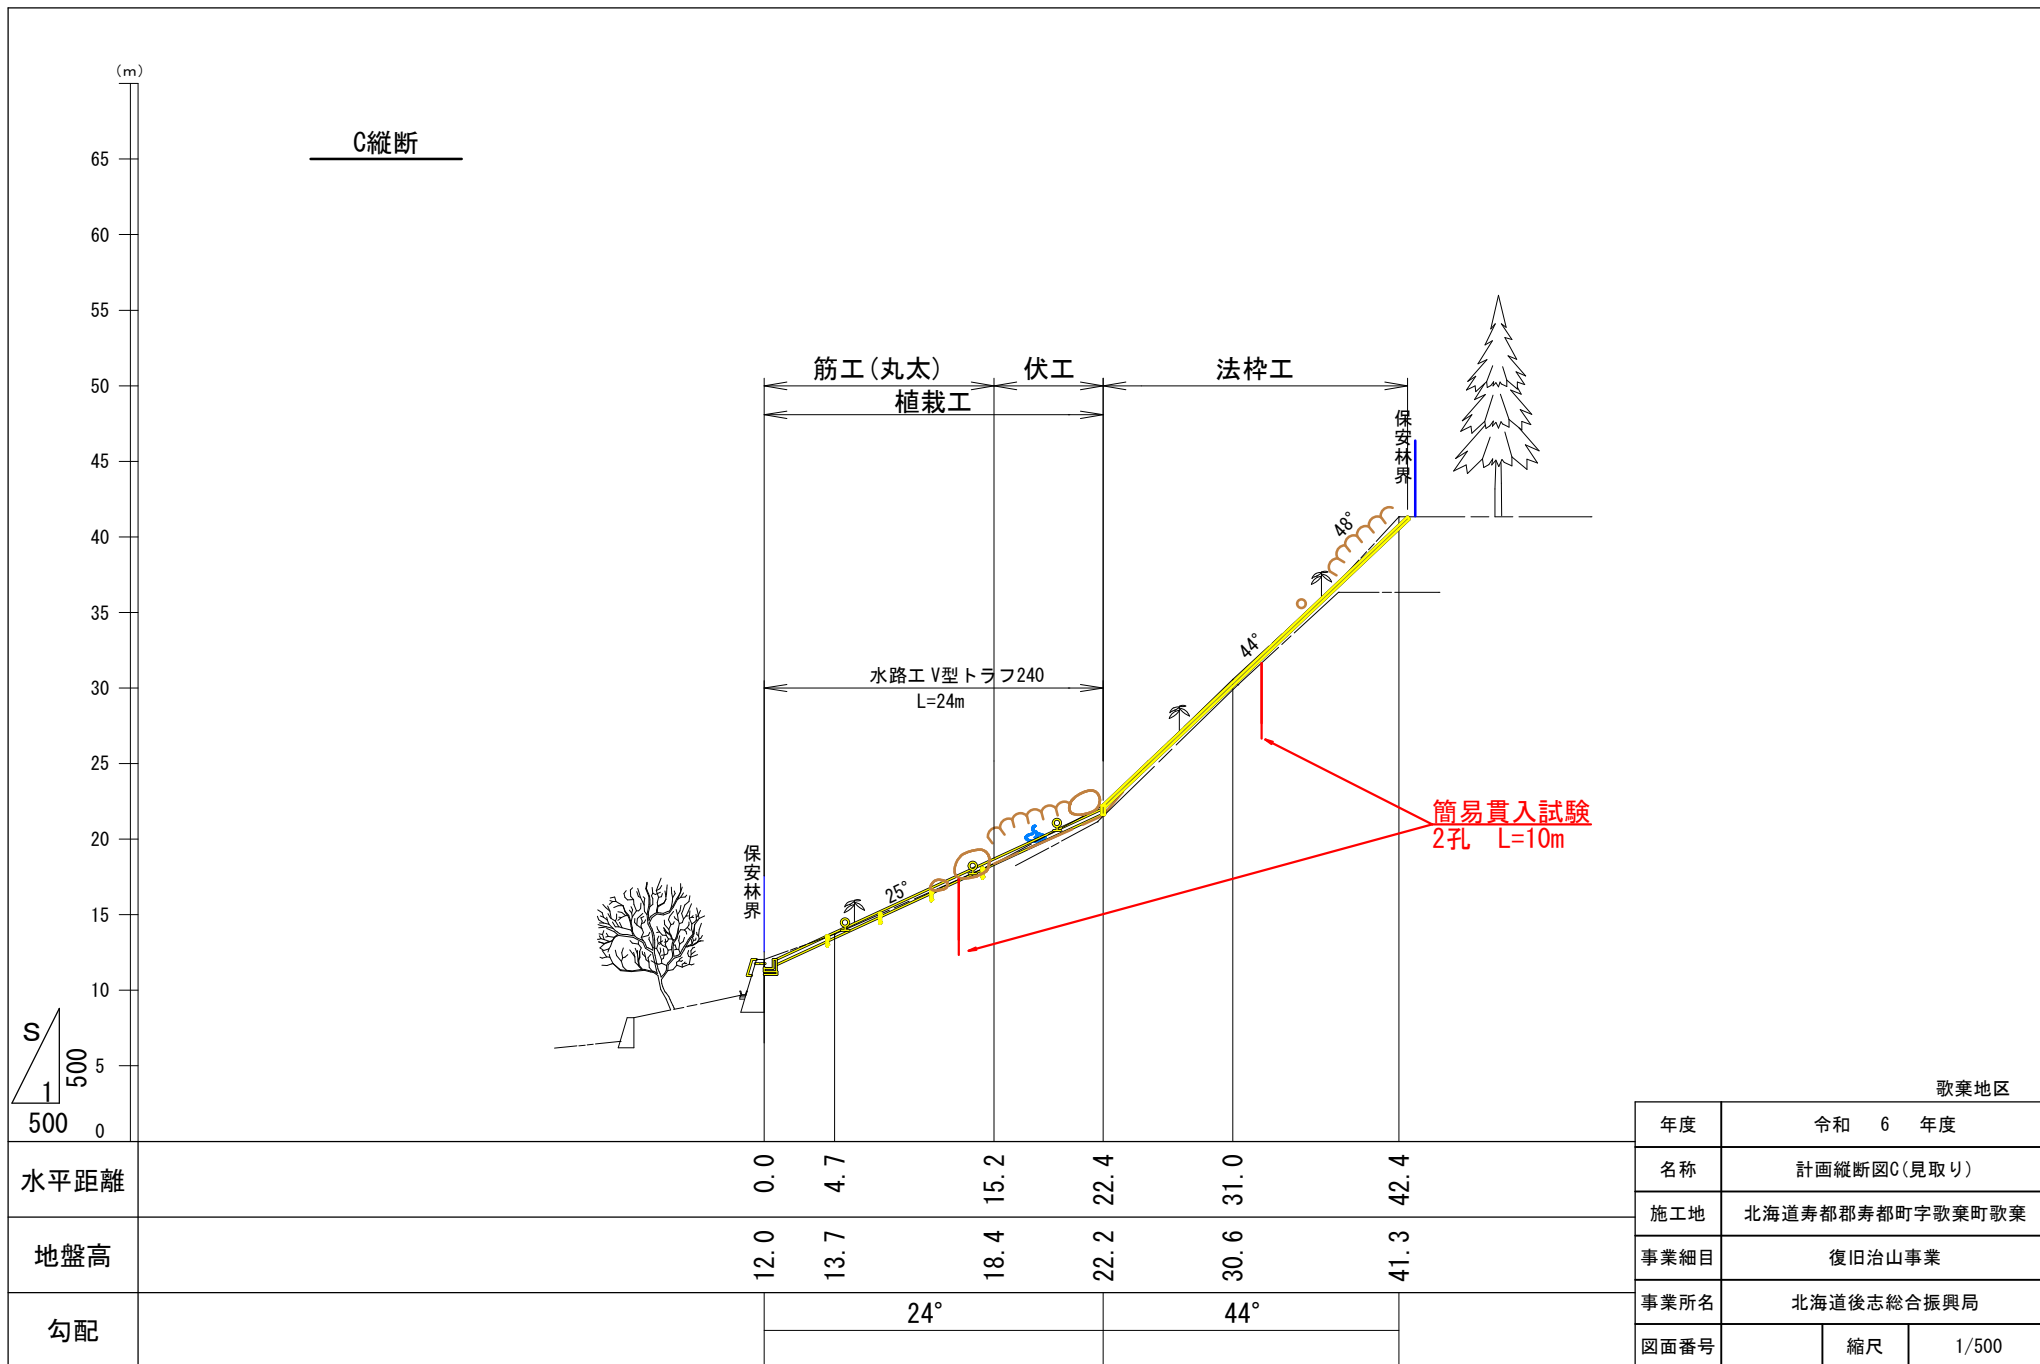 (m)
C縦断
65
60
55
50
45
40
35
30
25
20
15
10
5
0
筋工(丸太)
伏工
法枠工
植栽工
保安林界
48°
44°
水路工 V型トラフ240
L=24m
簡易貫入試験
2孔 L=10m
保安林界
25°
S
1
500
500
歌棄地区
水平距離 0.0 4.7 15.2 22.4 31.0 42.4
地盤高 12.0 13.7 18.4 22.2 30.6 41.3
勾配 24° 44°
年度 令和 6 年度
名称 計画縦断図C(見取り)
施工地 北海道寿都郡寿都町字歌棄町歌棄
事業細目 復旧治山事業
事業所名 北海道後志総合振興局
図面番号 縮尺 1/500